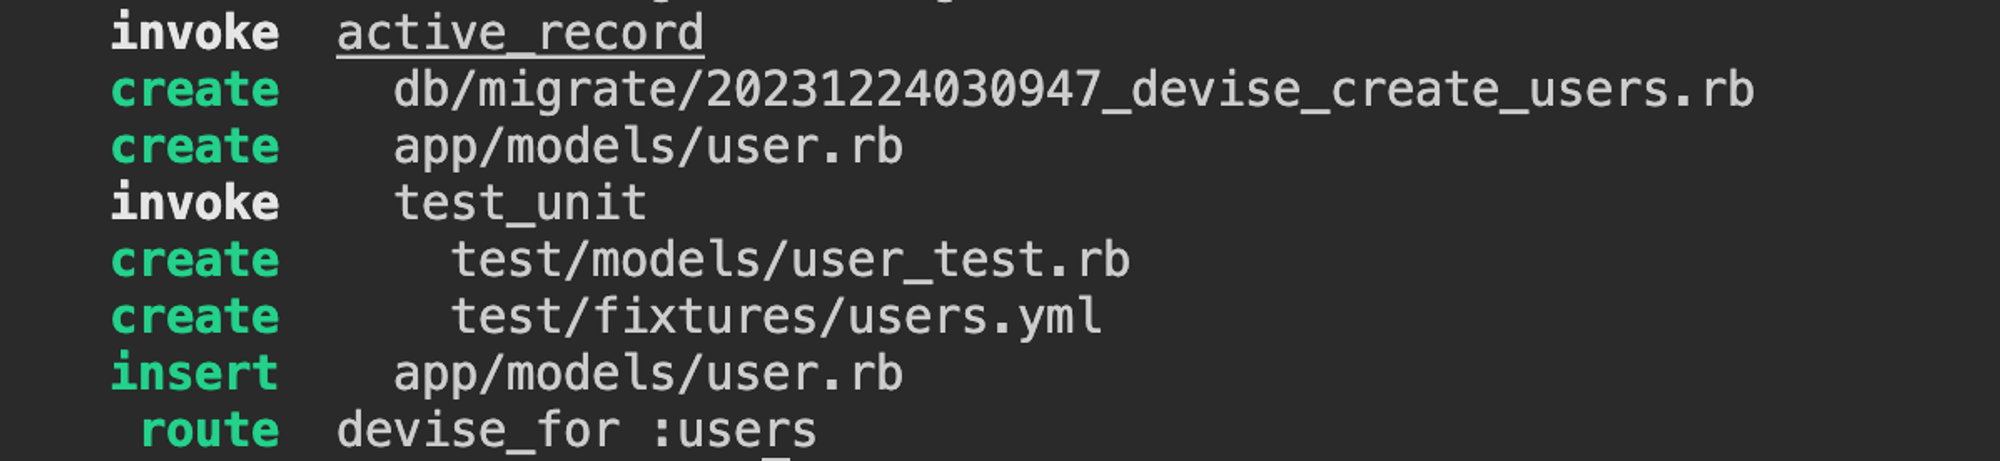 invoke  active_record
create    db/migrate/20231224030947_devise_create_users.rb
create    app/models/user.rb
invoke    test_unit
create      test/models/user_test.rb
create      test/fixtures/users.yml
insert    app/models/user.rb
 route  devise_for :users